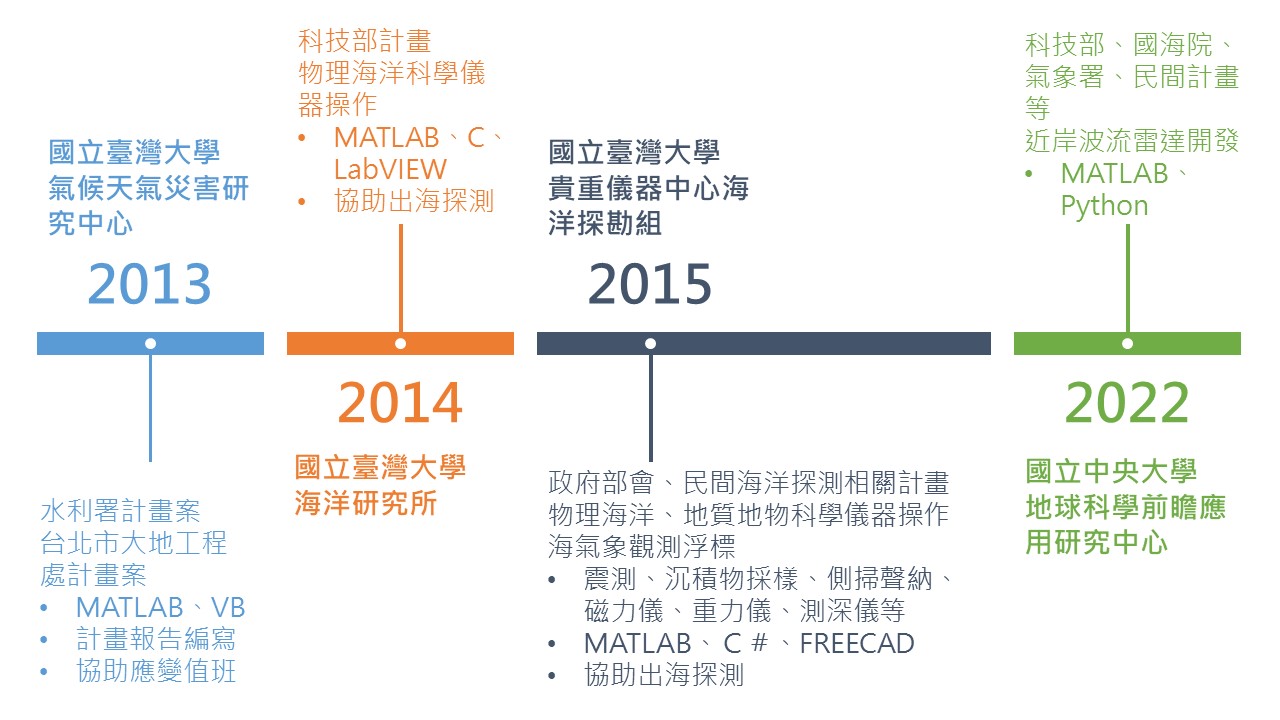 國立臺灣大學
氣候天氣災害研
究中心
2013
水利署計畫案
台北市大地工程
處計畫案
• MATLAB、VB
• 計畫報告編寫
• 協助應變值班
科技部計畫
物理海洋科學儀
器操作
• MATLAB、C、
LabVIEW
• 協助出海探測
2014
國立臺灣大學
海洋研究所
國立臺灣大學
貴重儀器中心海
洋探勘組
2015
政府部會、民間海洋探測相關計畫
物理海洋、地質地物科學儀器操作
海氣象觀測浮標
• 震測、沉積物採樣、側掃聲納、
磁力儀、重力儀、測深儀等
• MATLAB、C＃、FREECAD
• 協助出海探測
科技部、國海院、
氣象署、民間計畫
等
近岸波流雷達開發
• MATLAB、
Python
2022
國立中央大學
地球科學前瞻應
用研究中心